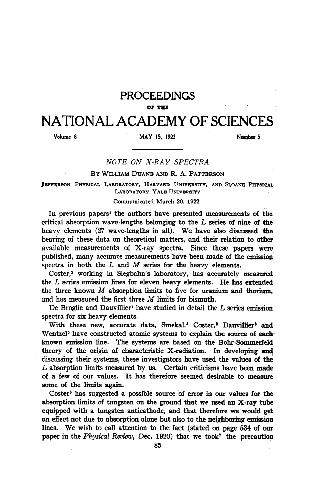 PROCEEDINGS
OF THE
NATIONAL ACADEMY OF SCIENCES
Volume 8 MAY 15, 1922 Number 5
NOTE ON X-RAY SPECTRA
BY WILLIAM DUANE AND R. A. PATTERSON
JEFFERSON PHYSICAL LABORATORY, HARVARD UNIVERSITY, AND SLOANE PHYSICAL
LABORATORY YALE UNIVERSITY
Communicated March 20, 1922
In previous papers¹ the authors have presented measurements of the
critical absorption wave-lengths belonging to the L series of nine of the
heavy elements (27 wave-lengths in all). We have also discussed the
bearing of these data on theoretical matters, and their relation to other
available measurements of X-ray spectra. Since these papers were
published, many accurate measurements have been made of the emission
spectra in both the L and M series for the heavy elements.
Coster,² working in Siegbahn's laboratory, has accurately measured
the L series emission lines for eleven heavy elements. He has extended
the three known M absorption limits to five for uranium and thorium,
and has measured the first three M limits for bismuth.
De Broglie and Dauvillier³ have studied in detail the L series emission
spectra for six heavy elements.
With these new, accurate data, Smekal,⁴ Coster,⁵ Dauvillier⁶ and
Wentzel⁷ have constructed atomic systems to explain the source of each
known emission line. The systems are based on the Bohr-Sommerfeld
theory of the origin of characteristic X-radiation. In developing and
discussing their systems, these investigators have used the values of the
L absorption limits measured by us. Certain criticisms have been made
of a few of our values. It has therefore seemed desirable to measure
some of the limits again.
Coster⁵ has suggested a possible source of error in our values for the
absorption limits of tungsten on the ground that we used an X-ray tube
equipped with a tungsten anticathode, and that therefore we would get
an effect not due to absorption alone but also to the neighboring emission
lines. We wish to call attention to the fact (stated on page 534 of our
paper in the Physical Review, Dec. 1920) that we took the precaution
85